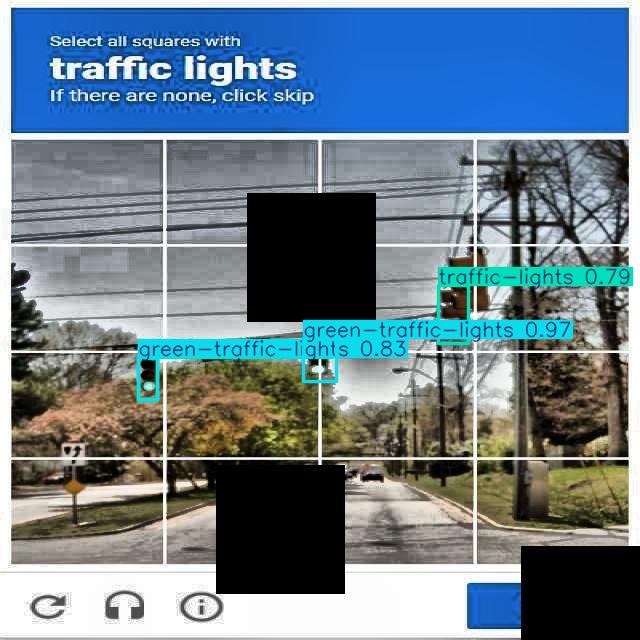 Select all squares with
traffic lights
If there are none, click skip
traffic-lights 0.79
green-traffic-lights 0.97
green-traffic-lights 0.83